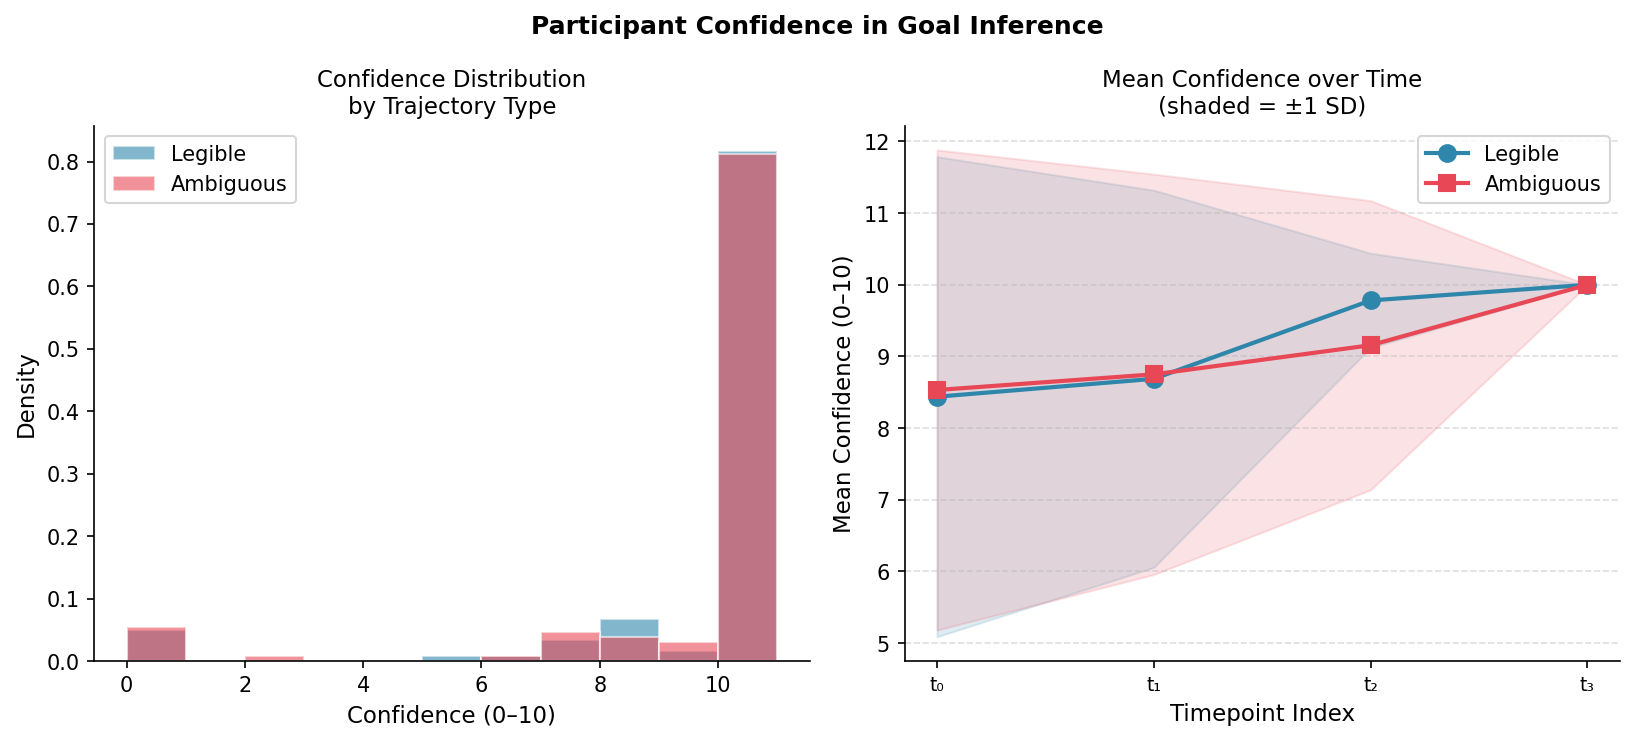 Participant Confidence in Goal Inference
Confidence Distribution
by Trajectory Type
Legible
Ambiguous
0.8
0.7
0.6
0.5
0.4
0.3
0.2
0.1
0.0
Density
0
2
4
6
8
10
Confidence (0–10)
Mean Confidence over Time
(shaded = ±1 SD)
Legible
Ambiguous
12
11
10
9
8
7
6
5
Mean Confidence (0–10)
t₀
t₁
t₂
t₃
Timepoint Index